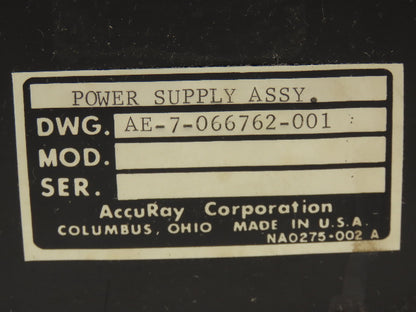 POWER SUPPLY ASSY.
DWG. AE-7-066762-001
MOD.
SER.
AccuRay Corporation
COLUMBUS, OHIO MADE IN U.S.A.
NA0275-002 A